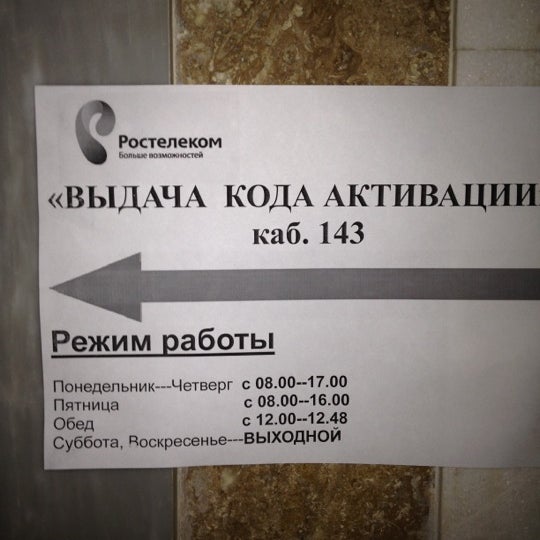 Ростелеком
Больше возможностей
«ВЫДАЧА КОДА АКТИВАЦИИ»
каб. 143
Режим работы
Понедельник---Четверг с 08.00--17.00
Пятница с 08.00--16.00
Обед с 12.00--12.48
Суббота, Воскресенье---ВЫХОДНОЙ